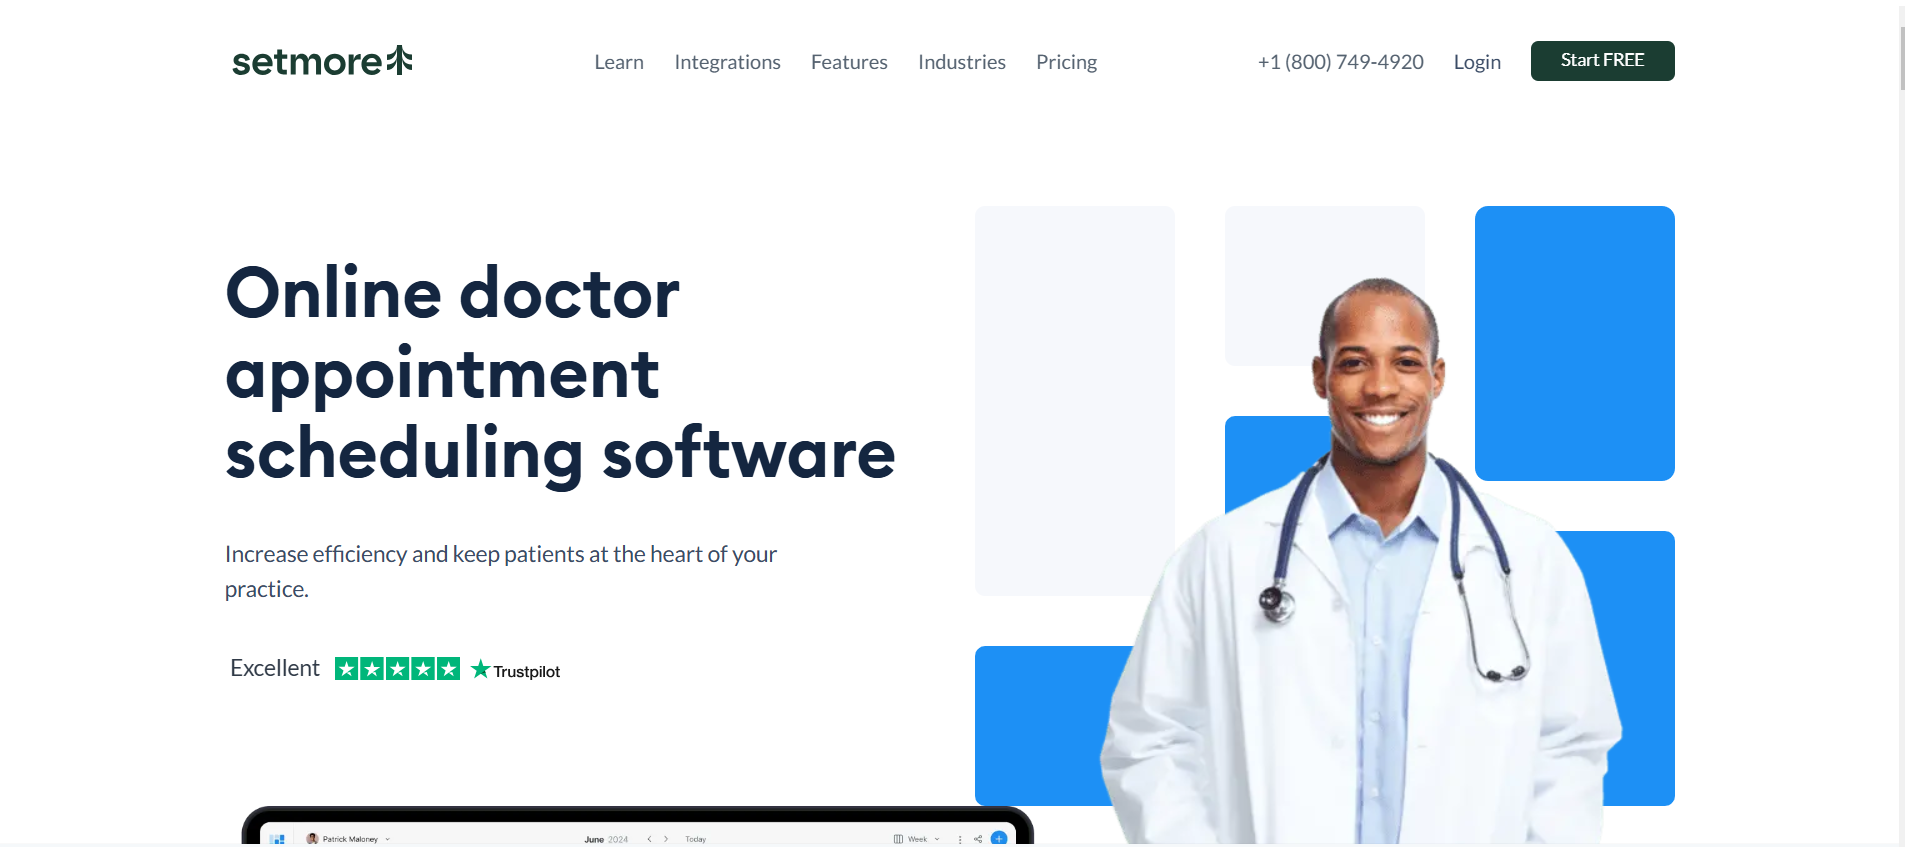 setmore
Learn Integrations Features Industries Pricing
+1 (800) 749-4920 Login Start FREE
Online doctor
appointment
scheduling software
Increase efficiency and keep patients at the heart of your
practice.
Excellent Trustpilot
Patrick Maloney June 2024 Today Week